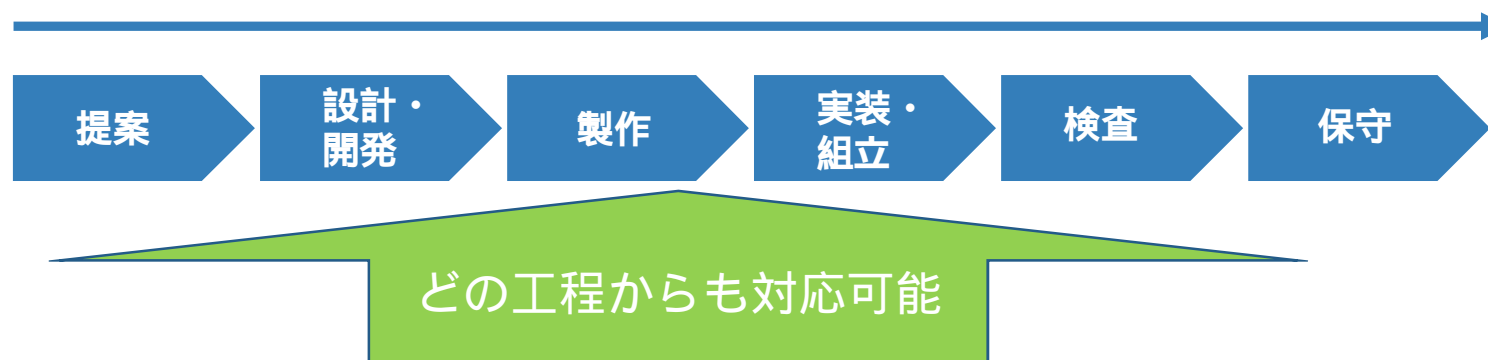 提案
設計・
開発
製作
実装・
組立
検査
保守
どの工程からも対応可能